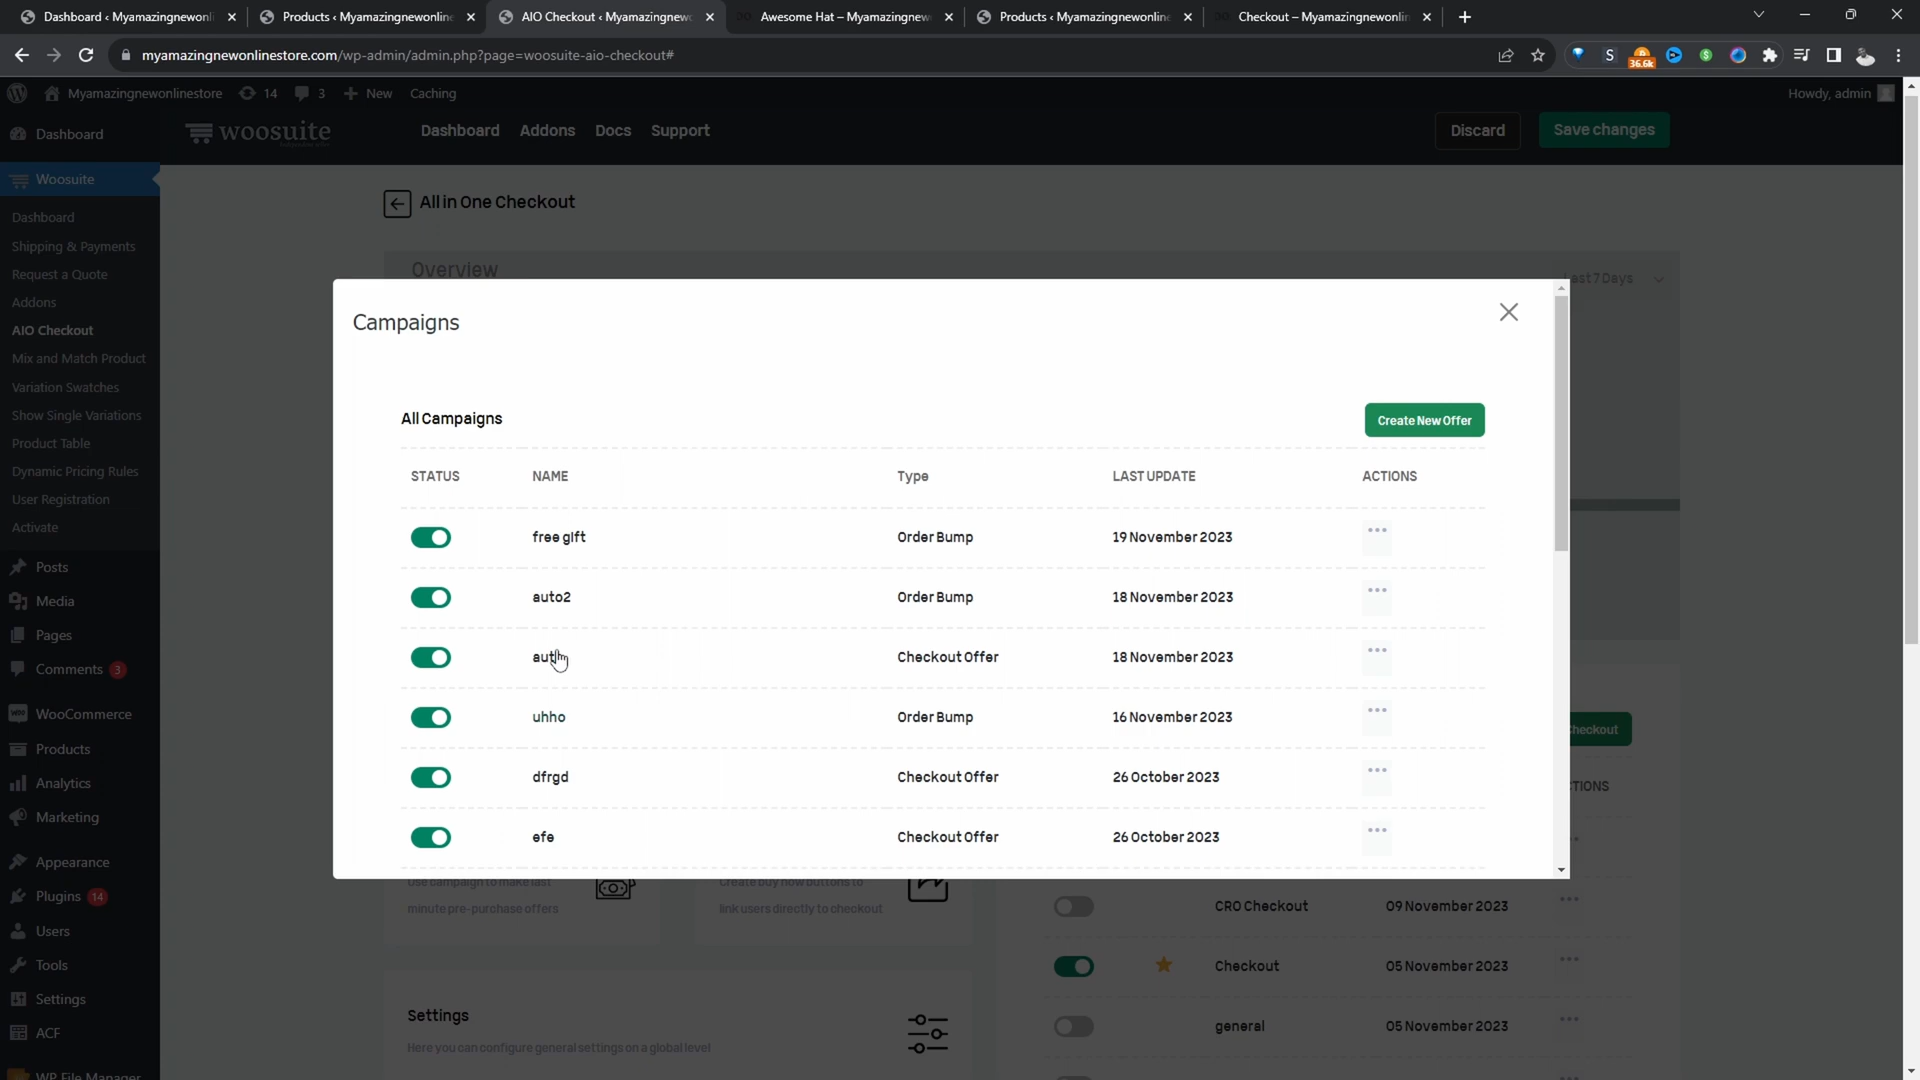 Dashboard ‹ Myamazingnewonli
Products ‹ Myamazingnewonline
AIO Checkout ‹ Myamazingnew
Awesome Hat – Myamazingnew
Products ‹ Myamazingnewonline
Checkout – Myamazingnewonlin
myamazingnewonlinestore.com/wp-admin/admin.php?page=woosuite-aio-checkout#
S
36.6k
Myamazingnewonlinestore 14 3 New Caching
Howdy, admin
Dashboard
woosuite
Dashboard Addons Docs Support
Discard
Save changes
Woosuite
Dashboard
Shipping & Payments
Request a Quote
Addons
AIO Checkout
Mix and Match Product
Variation Swatches
Show Single Variations
Product Table
Dynamic Pricing Rules
User Registration
Activate
Posts
Media
Pages
Comments 3
WooCommerce
Products
Analytics
Marketing
Appearance
Plugins 14
Users
Tools
Settings
ACF
WP File Manager
All in One Checkout
Overview
Last 7 Days
Campaigns
All Campaigns
Create New Offer
STATUS NAME Type LAST UPDATE ACTIONS
free gift Order Bump 19 November 2023
auto2 Order Bump 18 November 2023
Checkout Offer 18 November 2023
uhho Order Bump 16 November 2023
dfrgd Checkout Offer 26 October 2023
efe Checkout Offer 26 October 2023
Checkout
TIONS
Use campaign to make last
minute pre-purchase offers
Create buy now buttons to
link users directly to checkout
CRO Checkout 09 November 2023
Checkout 05 November 2023
general 05 November 2023
Settings
Here you can configure general settings on a global level